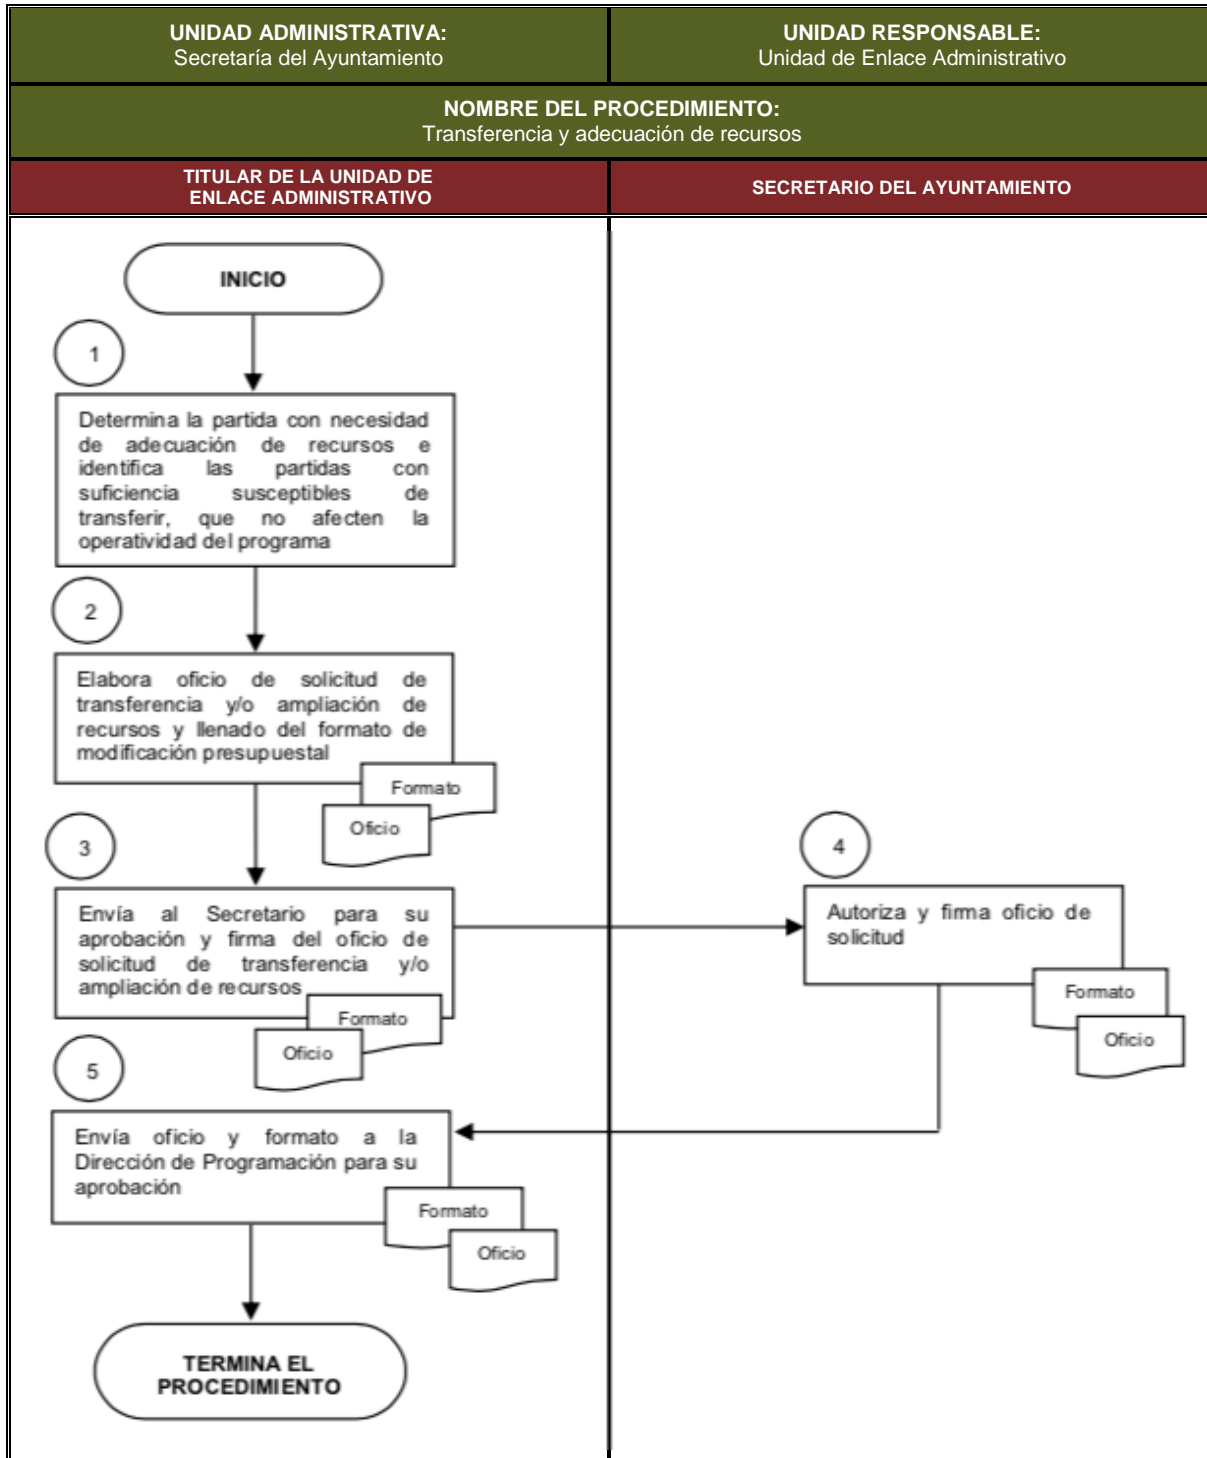 UNIDAD ADMINISTRATIVA:
Secretaría del Ayuntamiento
UNIDAD RESPONSABLE:
Unidad de Enlace Administrativo
NOMBRE DEL PROCEDIMIENTO:
Transferencia y adecuación de recursos
TITULAR DE LA UNIDAD DE
ENLACE ADMINISTRATIVO
SECRETARIO DEL AYUNTAMIENTO
INICIO
1
Determina la partida con necesidad
de adecuación de recursos e
identifica las partidas con
suficiencia susceptibles de
transferir, que no afecten la
operatividad del programa
2
Elabora oficio de solicitud de
transferencia y/o ampliación de
recursos y llenado del formato de
modificación presupuestal
Formato
Oficio
3
Envía al Secretario para su
aprobación y firma del oficio de
solicitud de transferencia y/o
ampliación de recursos
Formato
Oficio
4
Autoriza y firma oficio de
solicitud
Formato
Oficio
5
Envía oficio y formato a la
Dirección de Programación para su
aprobación
Formato
Oficio
TERMINA EL
PROCEDIMIENTO